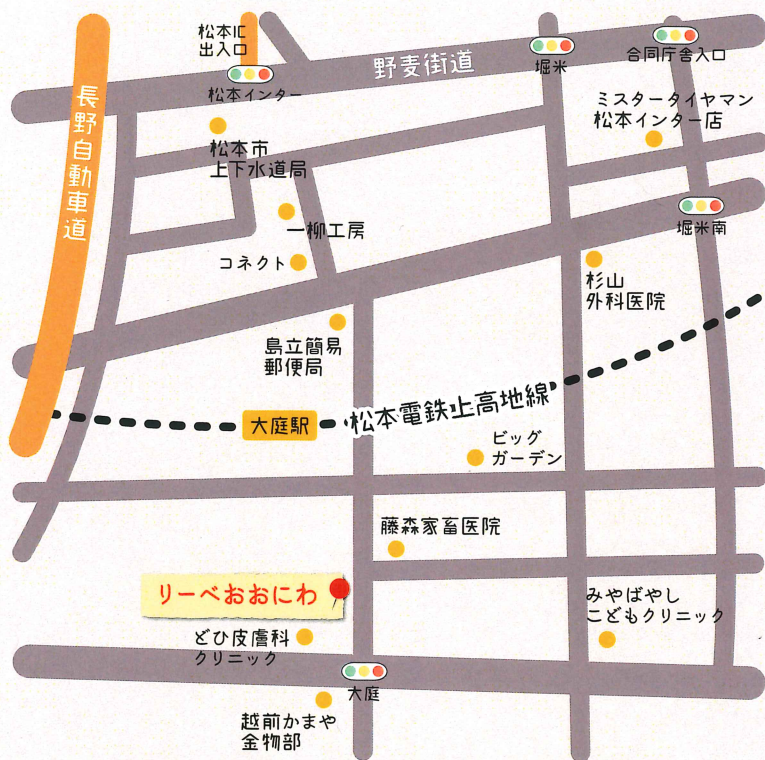 松本IC
出入口
松本インター
野麦街道
堀米
合同庁舎入口
長野自動車道
ミスタータイヤマン
松本インター店
松本市
上下水道局
一柳工房
コネクト
堀米南
杉山
外科医院
島立簡易
郵便局
大庭駅
松本電鉄上高地線
ビッグ
ガーデン
藤森家畜医院
リーベおおにわ
みやばやし
こどもクリニック
どひ皮膚科
クリニック
大庭
越前かまや
金物部